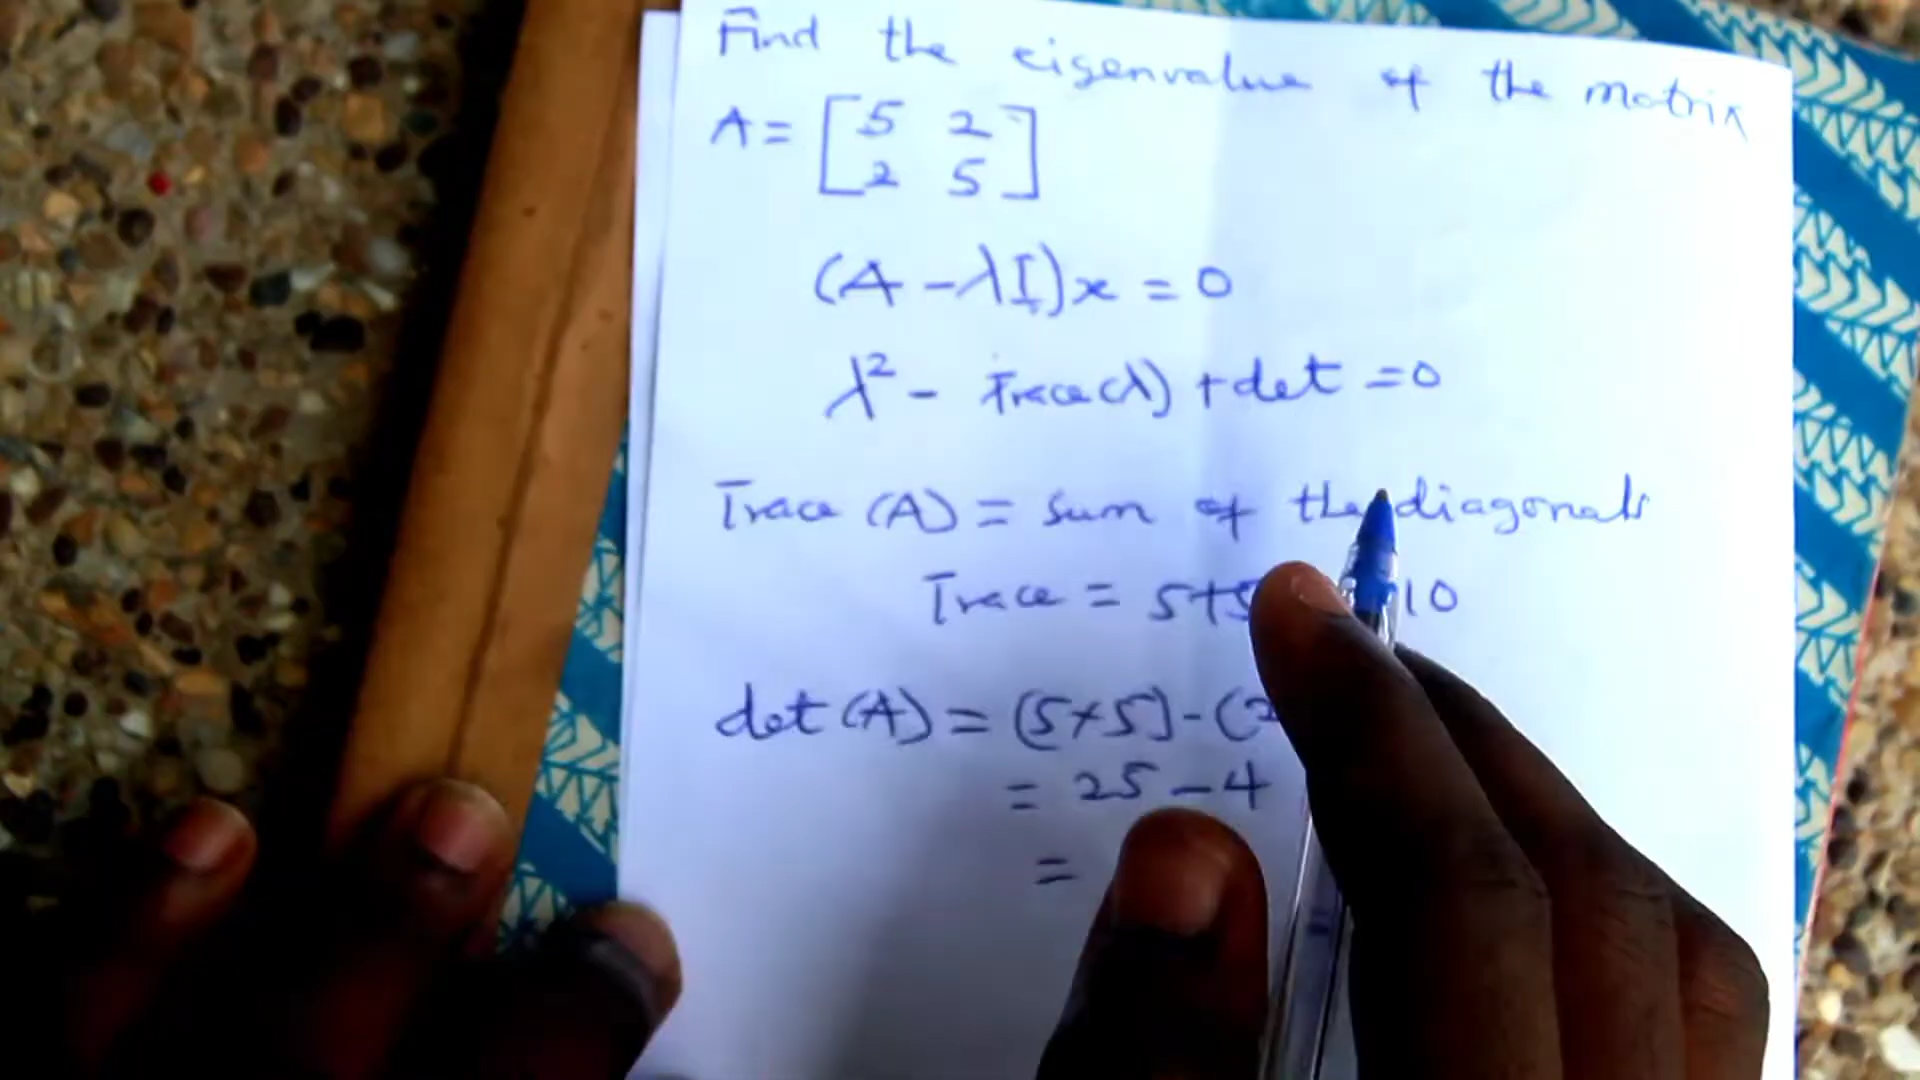 Find the eigenvalue of the matrix
A = [5 2
2 5]
(A - λI)x = 0
λ² - Trace(λ) + det = 0
Trace (A) = sum of the diagonals
Trace = 5+5 10
det (A) = (5×5) - (2
= 25 - 4
=